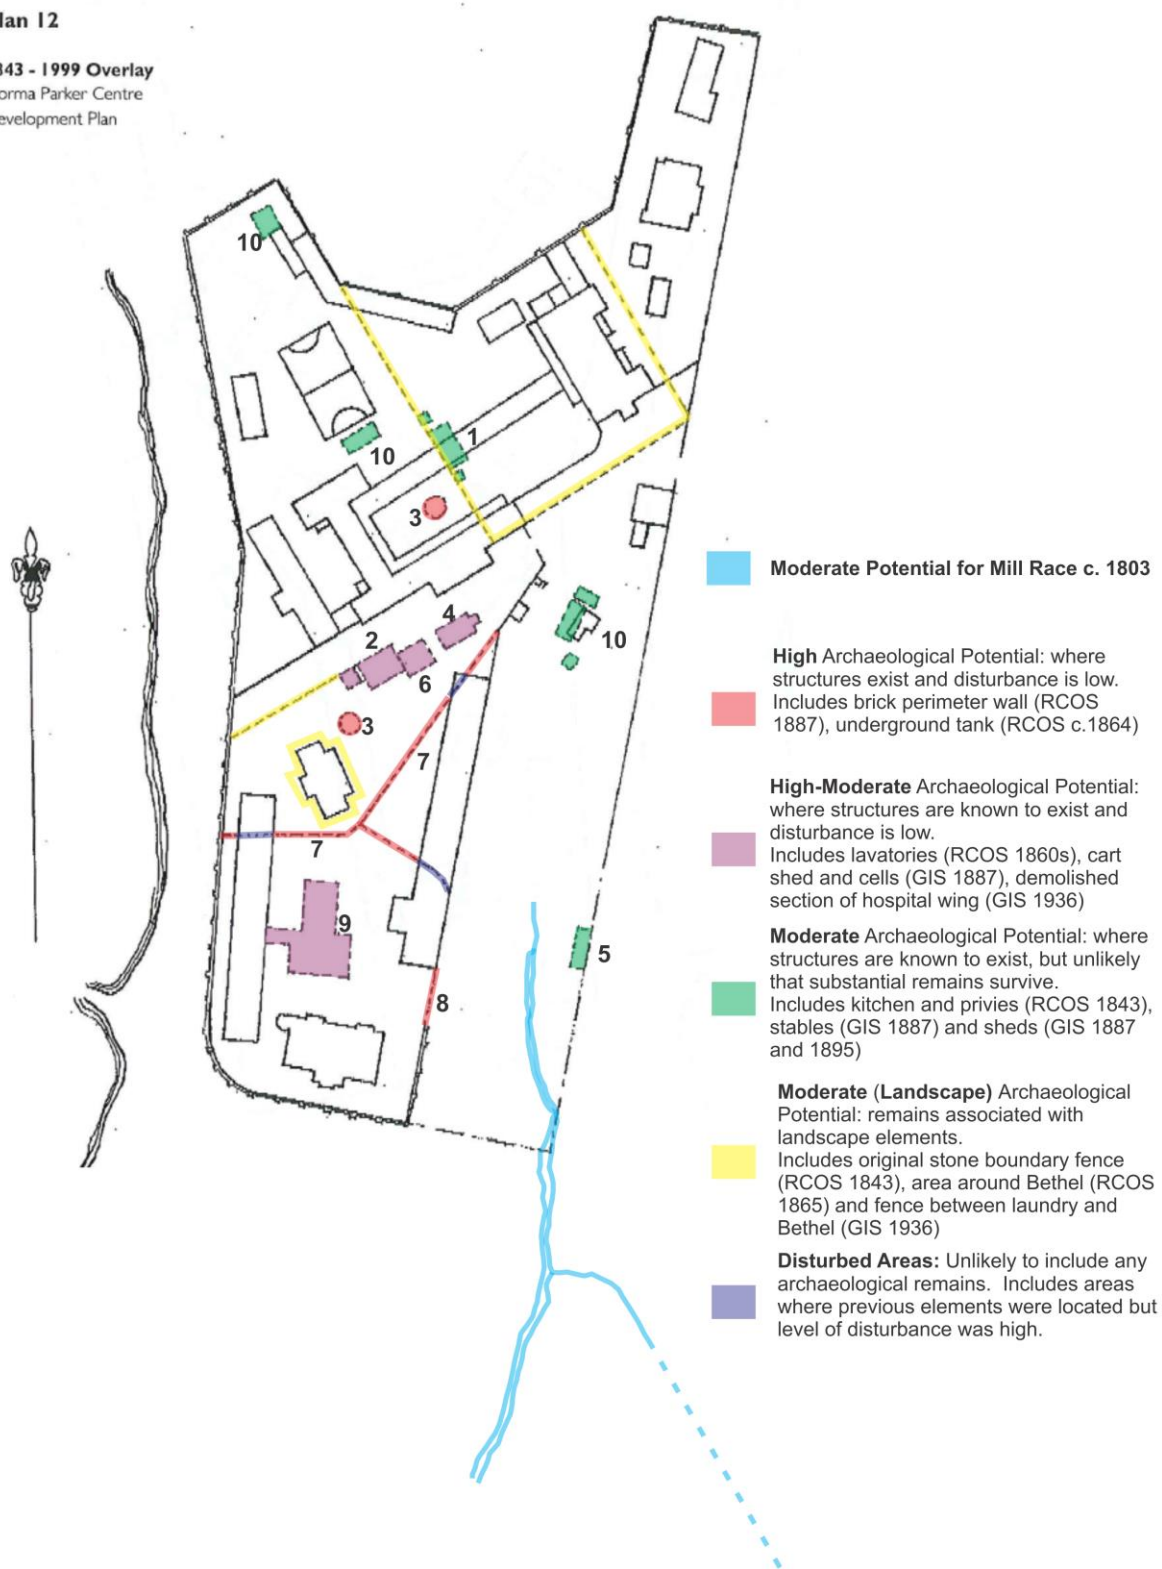 lan 12
343 - 1999 Overlay
orma Parker Centre
evelopment Plan
10
10
1
3
4
2
6
10
3
7
7
9
5
8
Moderate Potential for Mill Race c. 1803
High Archaeological Potential: where
structures exist and disturbance is low.
Includes brick perimeter wall (RCOS
1887), underground tank (RCOS c.1864)
High-Moderate Archaeological Potential:
where structures are known to exist and
disturbance is low.
Includes lavatories (RCOS 1860s), cart
shed and cells (GIS 1887), demolished
section of hospital wing (GIS 1936)
Moderate Archaeological Potential: where
structures are known to exist, but unlikely
that substantial remains survive.
Includes kitchen and privies (RCOS 1843),
stables (GIS 1887) and sheds (GIS 1887
and 1895)
Moderate (Landscape) Archaeological
Potential: remains associated with
landscape elements.
Includes original stone boundary fence
(RCOS 1843), area around Bethel (RCOS
1865) and fence between laundry and
Bethel (GIS 1936)
Disturbed Areas: Unlikely to include any
archaeological remains. Includes areas
where previous elements were located but
level of disturbance was high.